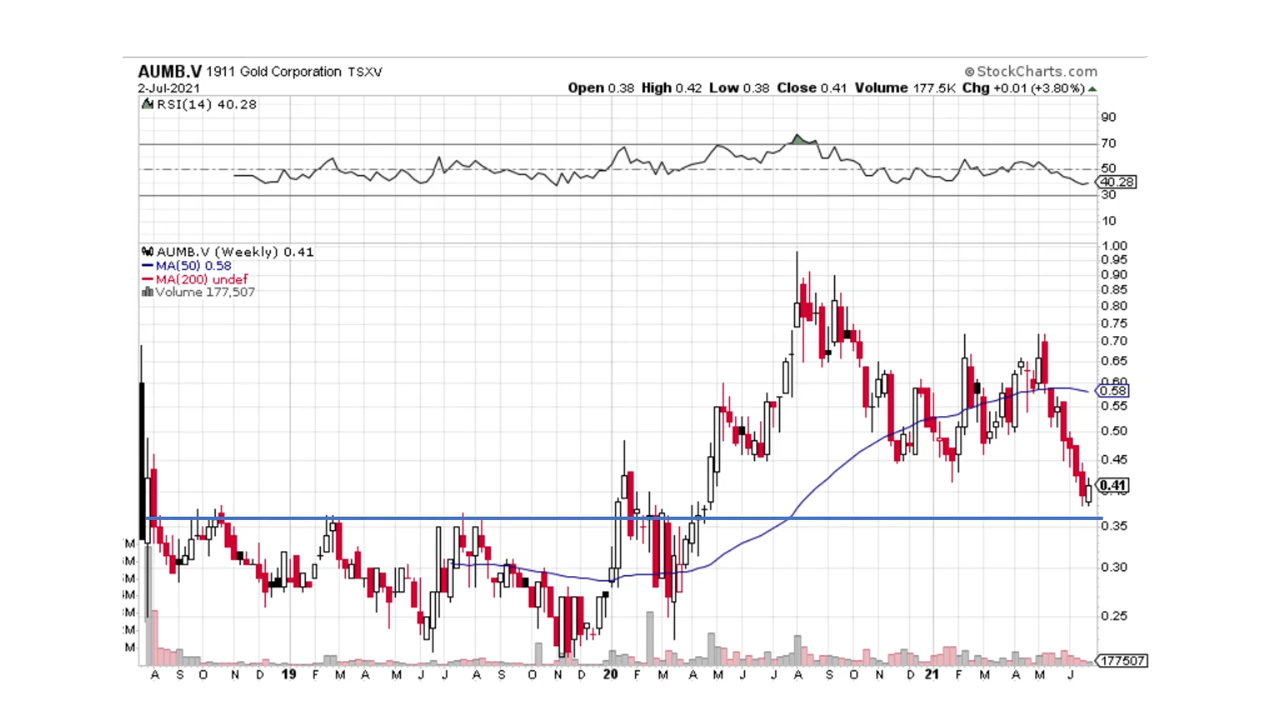 AUMB.V 1911 Gold Corporation TSXV
@StockCharts.com
2-Jul-2021
Open 0.38 High 0.42 Low 0.38 Close 0.41 Volume 177.5K Chg +0.01 (+3.80%)
RSI(14) 40.28
90
70
50
40.28
30
10
AUMB.V (Weekly) 0.41
MA(50) 0.58
MA(200) undef
Volume 177,507
1.00
0.95
0.90
0.85
0.80
0.75
0.70
0.65
0.60
0.58
0.55
0.50
0.45
0.41
0.40
0.35
0.30
0.25
M
M
M
M
M
M
M
177507
A S O N D 19 F M A M J J A S O N D 20 F M A M J J A S O N D 21 F M A M J